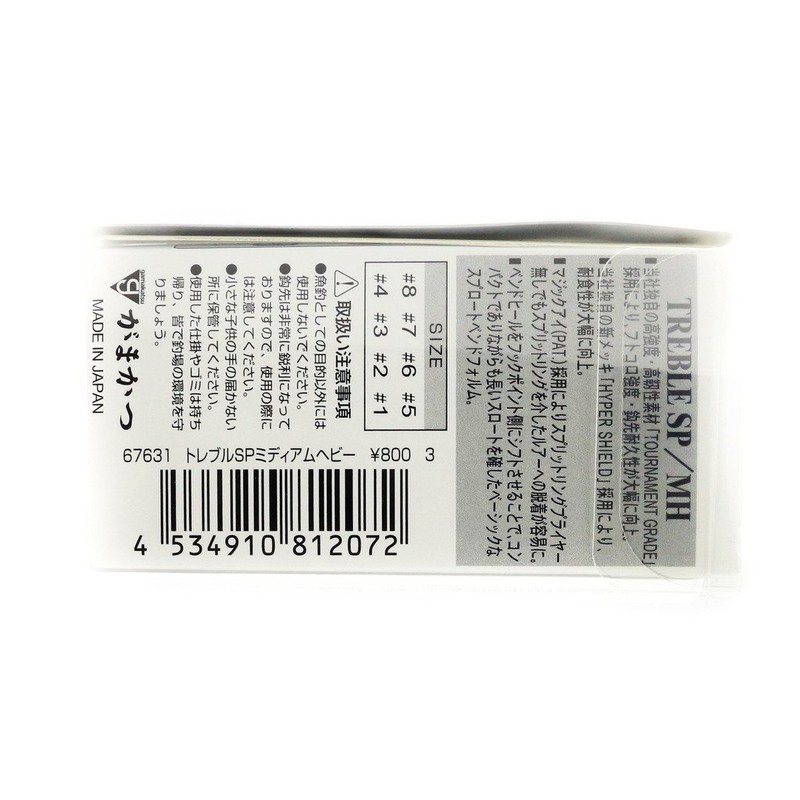 TREBLE SP／MH
■当社独自の高強度・高靭性素材「TOURNAMENT GRADE」
採用により、フトコロ強度・鈎先耐久性が大幅に向上。
■当社独自の新メッキ「HYPER SHIELD」採用により、
耐食性が大幅に向上。
■マジックアイ(PAT.)採用によりスプリットリングプライヤー
無しでもスプリットリングを介したルアーへの脱着が容易に。
■ベンドヒールをフックポイント側にシフトさせることで、コン
パクトでありながらも長いスロートを確したベーシックな
スプロートベンドフォルム。
SIZE
#8 #7 #6 #5
#4 #3 #2 #1
⚠取扱い注意事項
●魚釣としての目的以外には
使用しないでください。
●鈎先は非常に鋭利になって
おりますので、使用の際に
は注意してください。
●小さな子供の手の届かない
所に保管してください。
●使用した仕掛やゴミは持ち
帰り、皆で釣場の環境を守
りましょう。
gamakatsu
がまかつ
MADE IN JAPAN
67631 トレブルSPミディアムヘビー ¥800 3
4 534910 812072